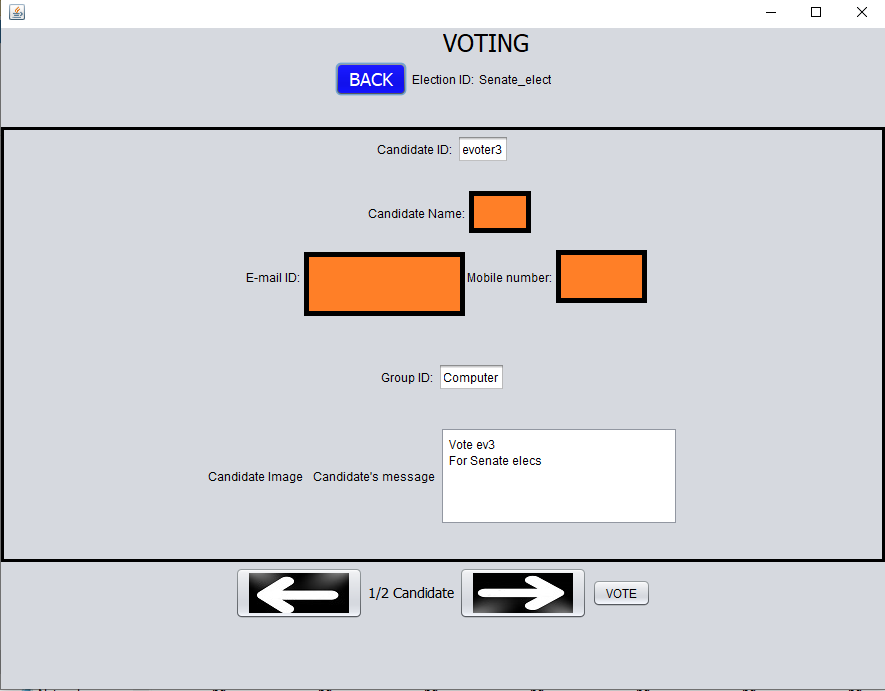 VOTING
BACK Election ID: Senate_elect
Candidate ID: evoter3
Candidate Name:
E-mail ID: Mobile number:
Group ID: Computer
Vote ev3
For Senate elecs
Candidate Image Candidate's message
1/2 Candidate VOTE